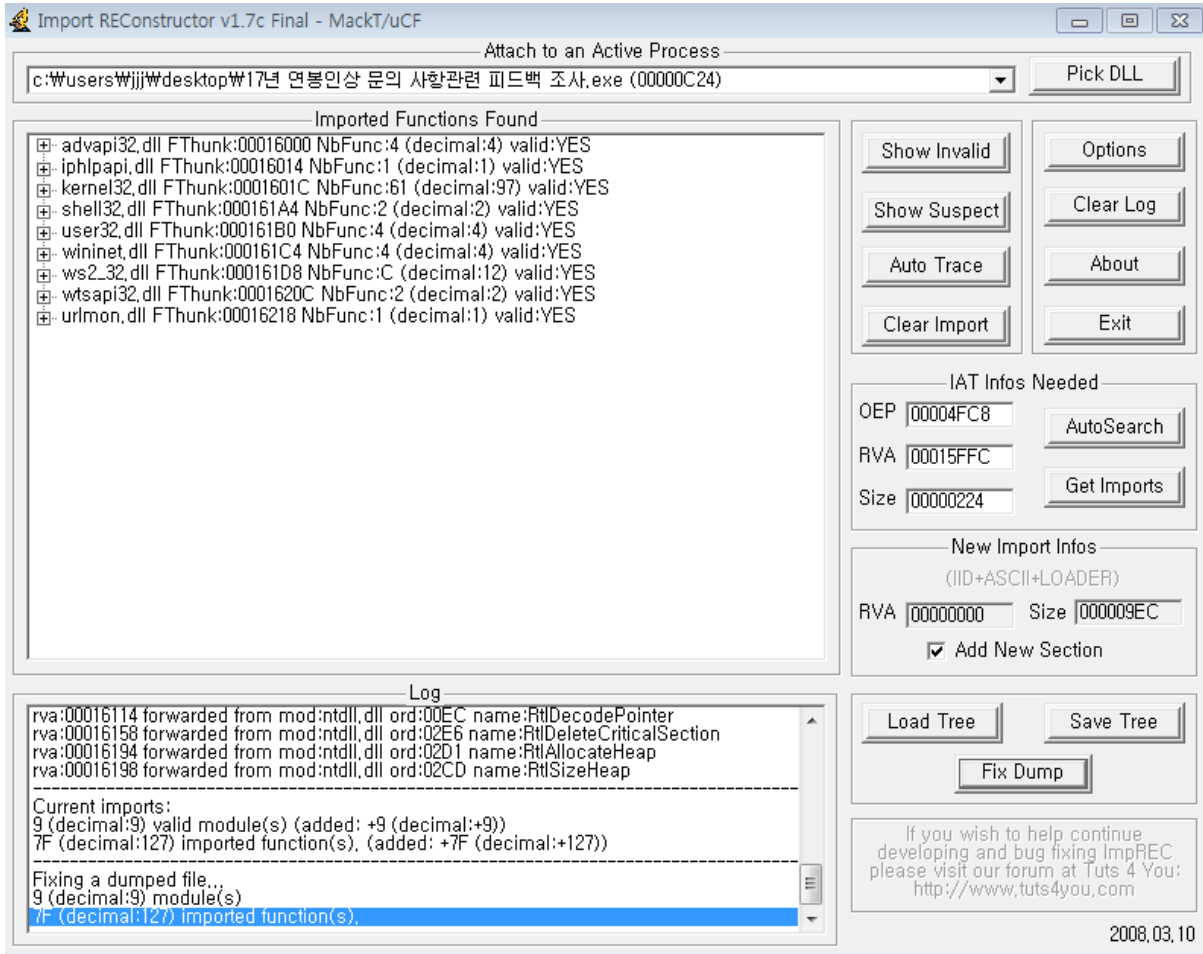 Import REConstructor v1.7c Final - MackT/uCF
Attach to an Active Process
c:₩users₩jjj₩desktop₩17년 연봉인상 문의 사항관련 피드백 조사.exe (00000C24)
Pick DLL
Imported Functions Found
advapi32.dll FThunk:00016000 NbFunc:4 (decimal:4) valid:YES
iphlpapi.dll FThunk:00016014 NbFunc:1 (decimal:1) valid:YES
kernel32.dll FThunk:0001601C NbFunc:61 (decimal:97) valid:YES
shell32.dll FThunk:000161A4 NbFunc:2 (decimal:2) valid:YES
user32.dll FThunk:000161B0 NbFunc:4 (decimal:4) valid:YES
wininet.dll FThunk:000161C4 NbFunc:4 (decimal:4) valid:YES
ws2_32.dll FThunk:000161D8 NbFunc:C (decimal:12) valid:YES
wtsapi32.dll FThunk:0001620C NbFunc:2 (decimal:2) valid:YES
urlmon.dll FThunk:00016218 NbFunc:1 (decimal:1) valid:YES
Show Invalid
Show Suspect
Auto Trace
Clear Import
Options
Clear Log
About
Exit
IAT Infos Needed
OEP 00004FC8
RVA 00015FFC
Size 00000224
AutoSearch
Get Imports
New Import Infos
(IID+ASCII+LOADER)
RVA 00000000 Size 000009EC
Add New Section
Log
rva:00016114 forwarded from mod:ntdll.dll ord:00EC name:RtlDecodePointer
rva:00016158 forwarded from mod:ntdll.dll ord:02E6 name:RtlDeleteCriticalSection
rva:00016194 forwarded from mod:ntdll.dll ord:02D1 name:RtlAllocateHeap
rva:00016198 forwarded from mod:ntdll.dll ord:02CD name:RtlSizeHeap
Current imports:
9 (decimal:9) valid module(s) (added: +9 (decimal:+9))
7F (decimal:127) imported function(s). (added: +7F (decimal:+127))
Fixing a dumped file...
9 (decimal:9) module(s)
7F (decimal:127) imported function(s).
Load Tree
Save Tree
Fix Dump
If you wish to help continue
developing and bug fixing ImpREC
please visit our forum at Tuts 4 You:
http://www.tuts4you.com
2008.03.10